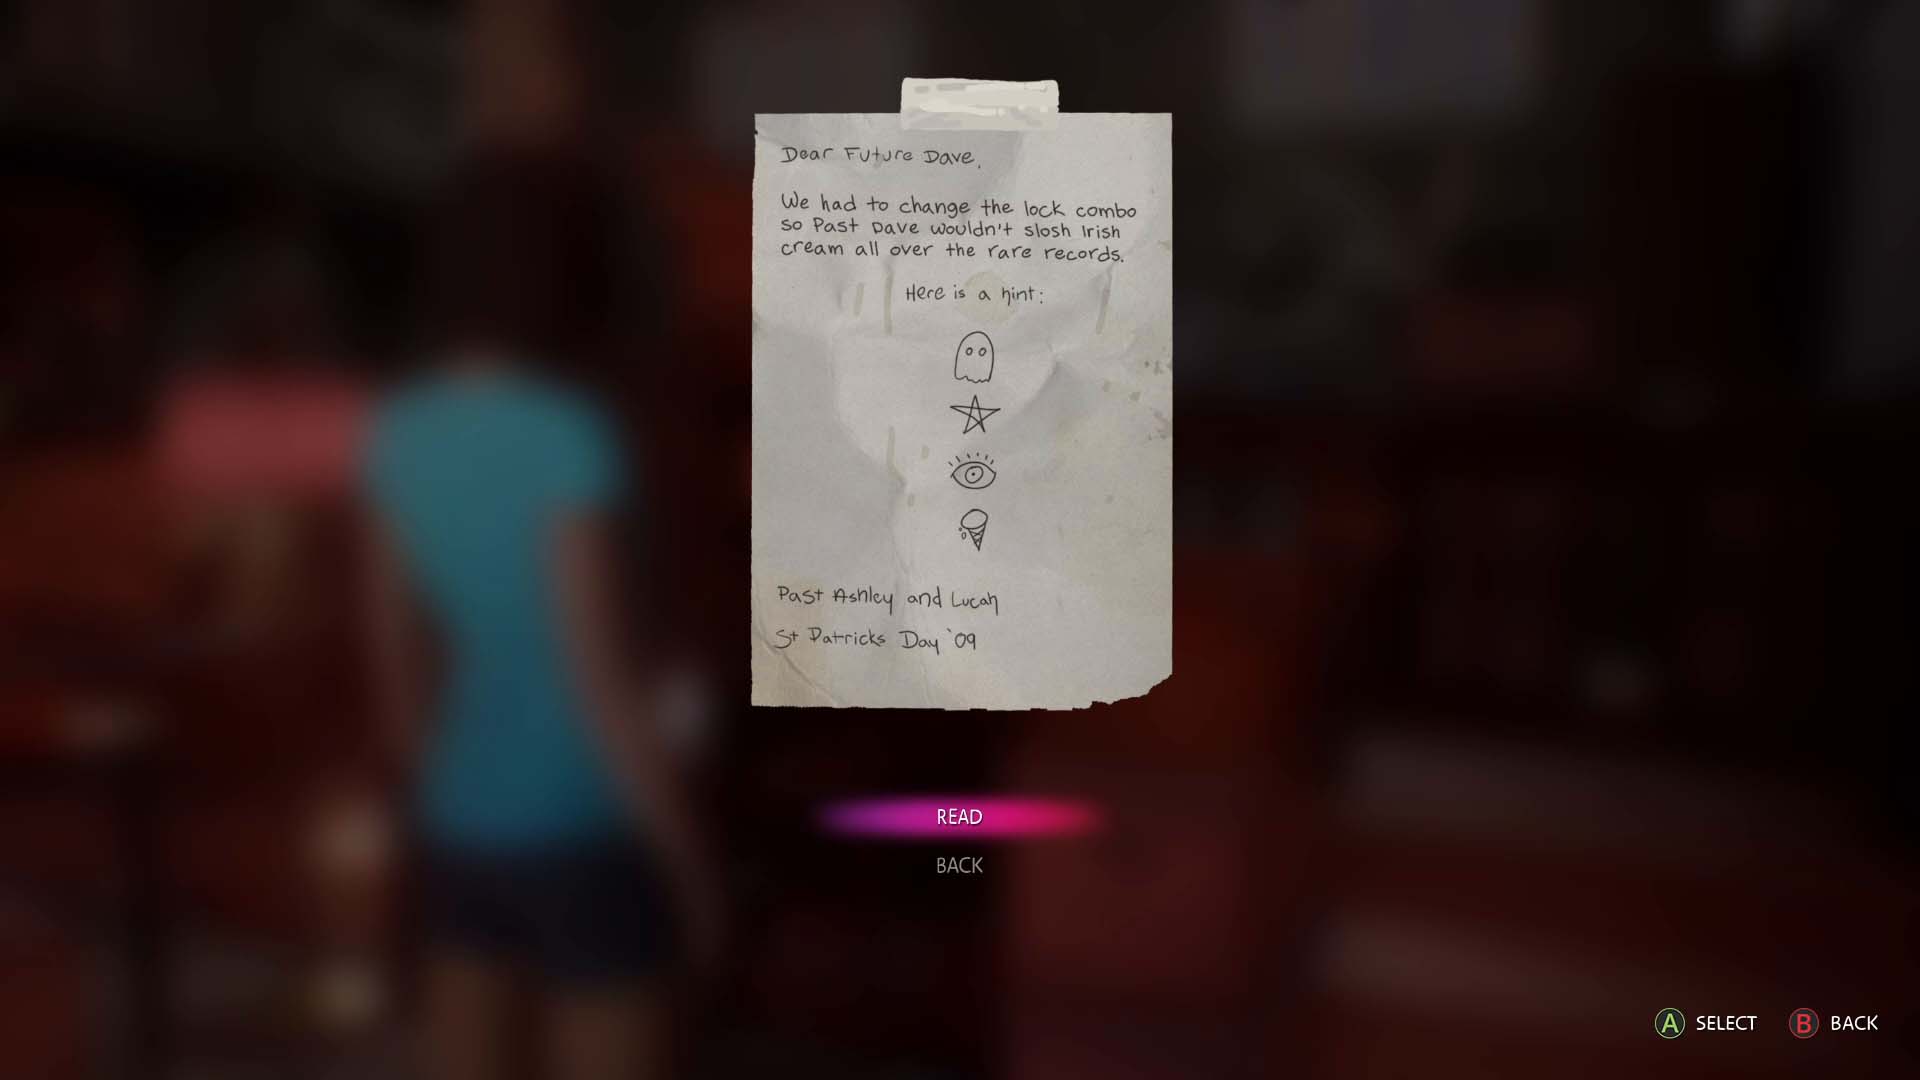 Dear Future Dave,
We had to change the lock combo
so Past Dave wouldn't slosh Irish
cream all over the rare records.
Here is a hint:
Past Ashley and Lucah
St Patricks Day '09
READ
BACK
A SELECT B BACK